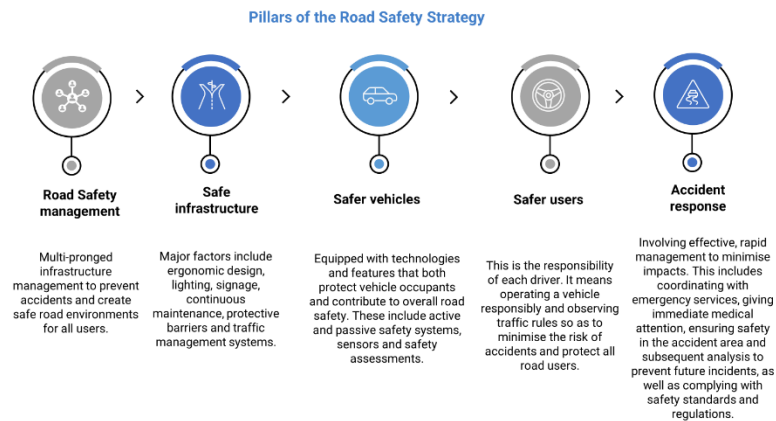 Pillars of the Road Safety Strategy
Road Safety
management
Multi-pronged
infrastructure
management to prevent
accidents and create
safe road environments
for all users.
Safe
infrastructure
Major factors include
ergonomic design,
lighting, signage,
continuous
maintenance, protective
barriers and traffic
management systems.
Safer vehicles
Equipped with technologies
and features that both
protect vehicle occupants
and contribute to overall road
safety. These include active
and passive safety systems,
sensors and safety
assessments.
Safer users
This is the responsibility
of each driver. It means
operating a vehicle
responsibly and observing
traffic rules so as to
minimise the risk of
accidents and protect all
road users.
Accident
response
Involving effective, rapid
management to minimise
impacts. This includes
coordinating with
emergency services, giving
immediate medical
attention, ensuring safety
in the accident area and
subsequent analysis to
prevent future incidents, as
well as complying with
safety standards and
regulations.